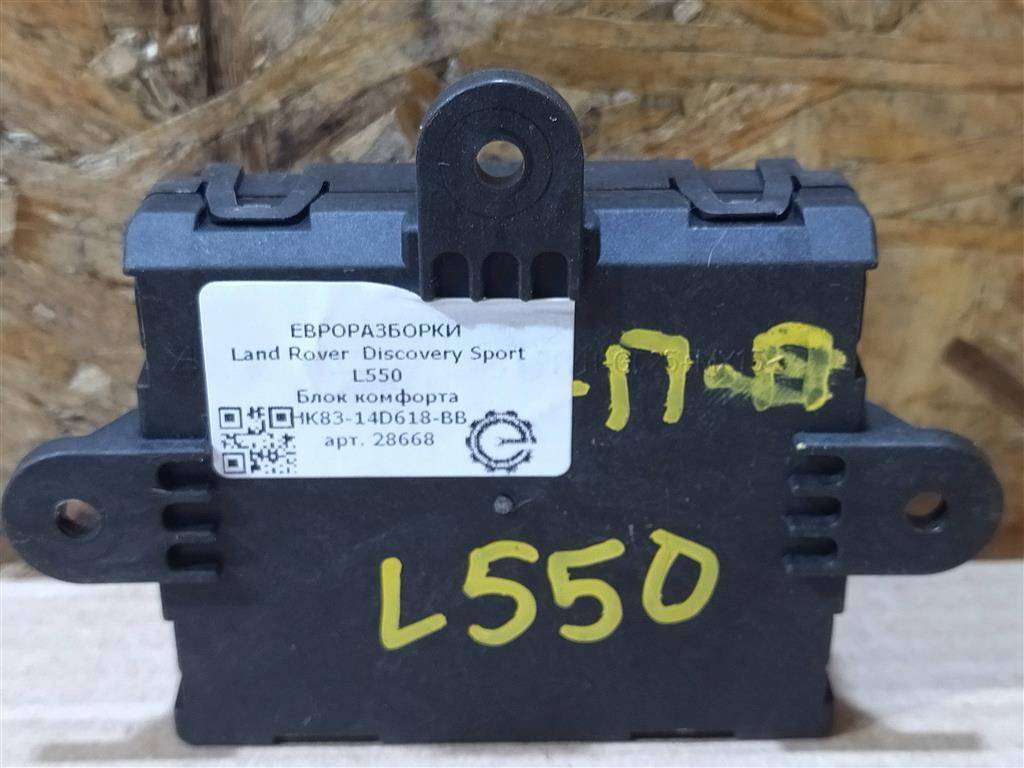 ЕВРОРАЗБОРКИ
Land Rover Discovery Sport
L550
Блок комфорта
HK83-14D618-BB
арт. 28668
L550